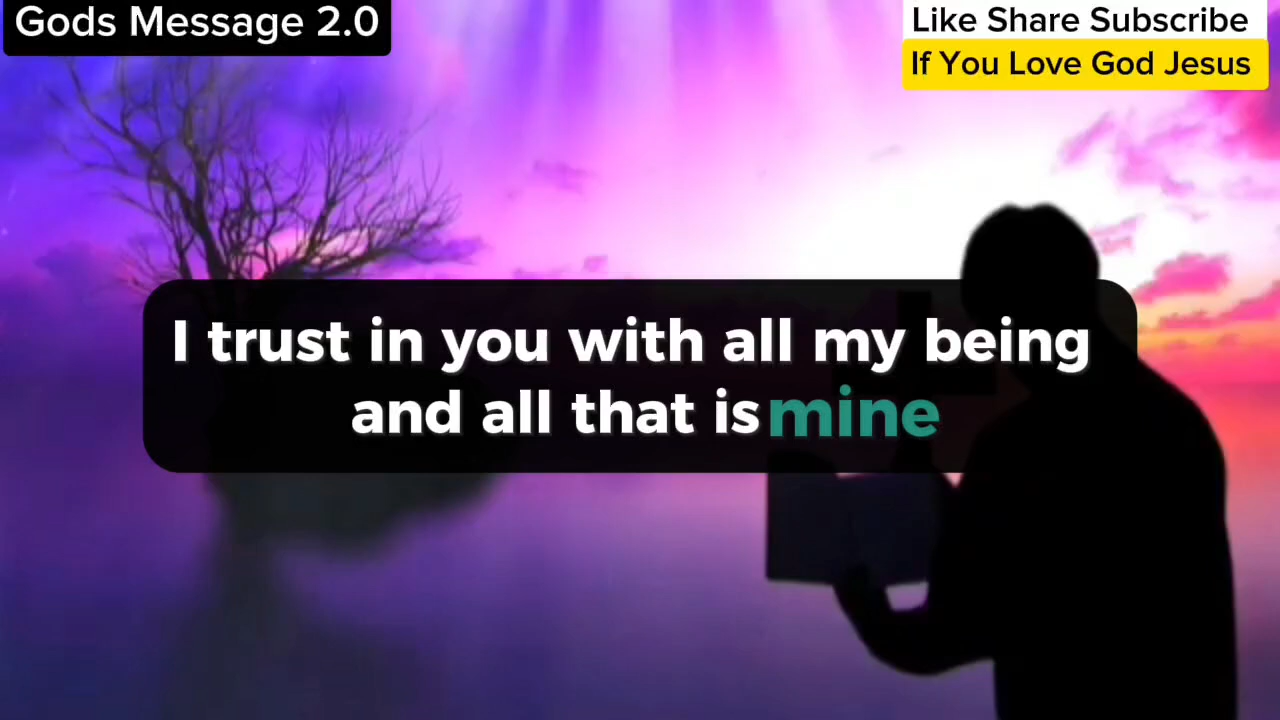 Gods Message 2.0
Like Share Subscribe
If You Love God Jesus
I trust in you with all my being
and all that is mine